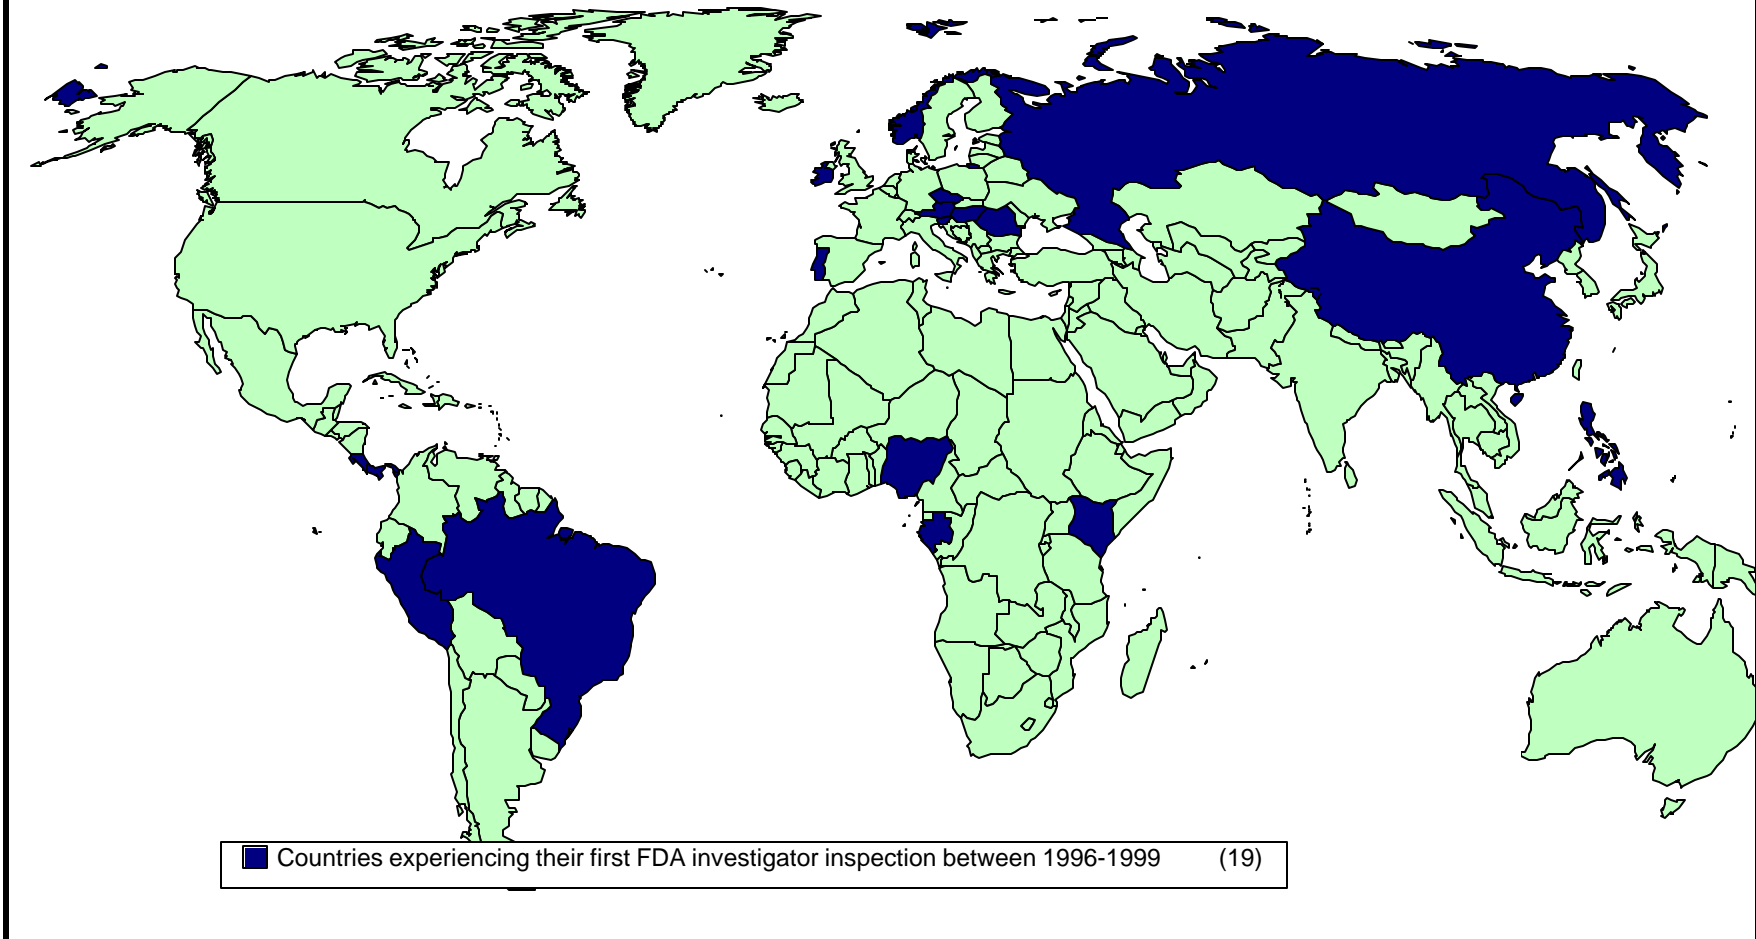 Countries experiencing their first FDA investigator inspection between 1996-1999 (19)